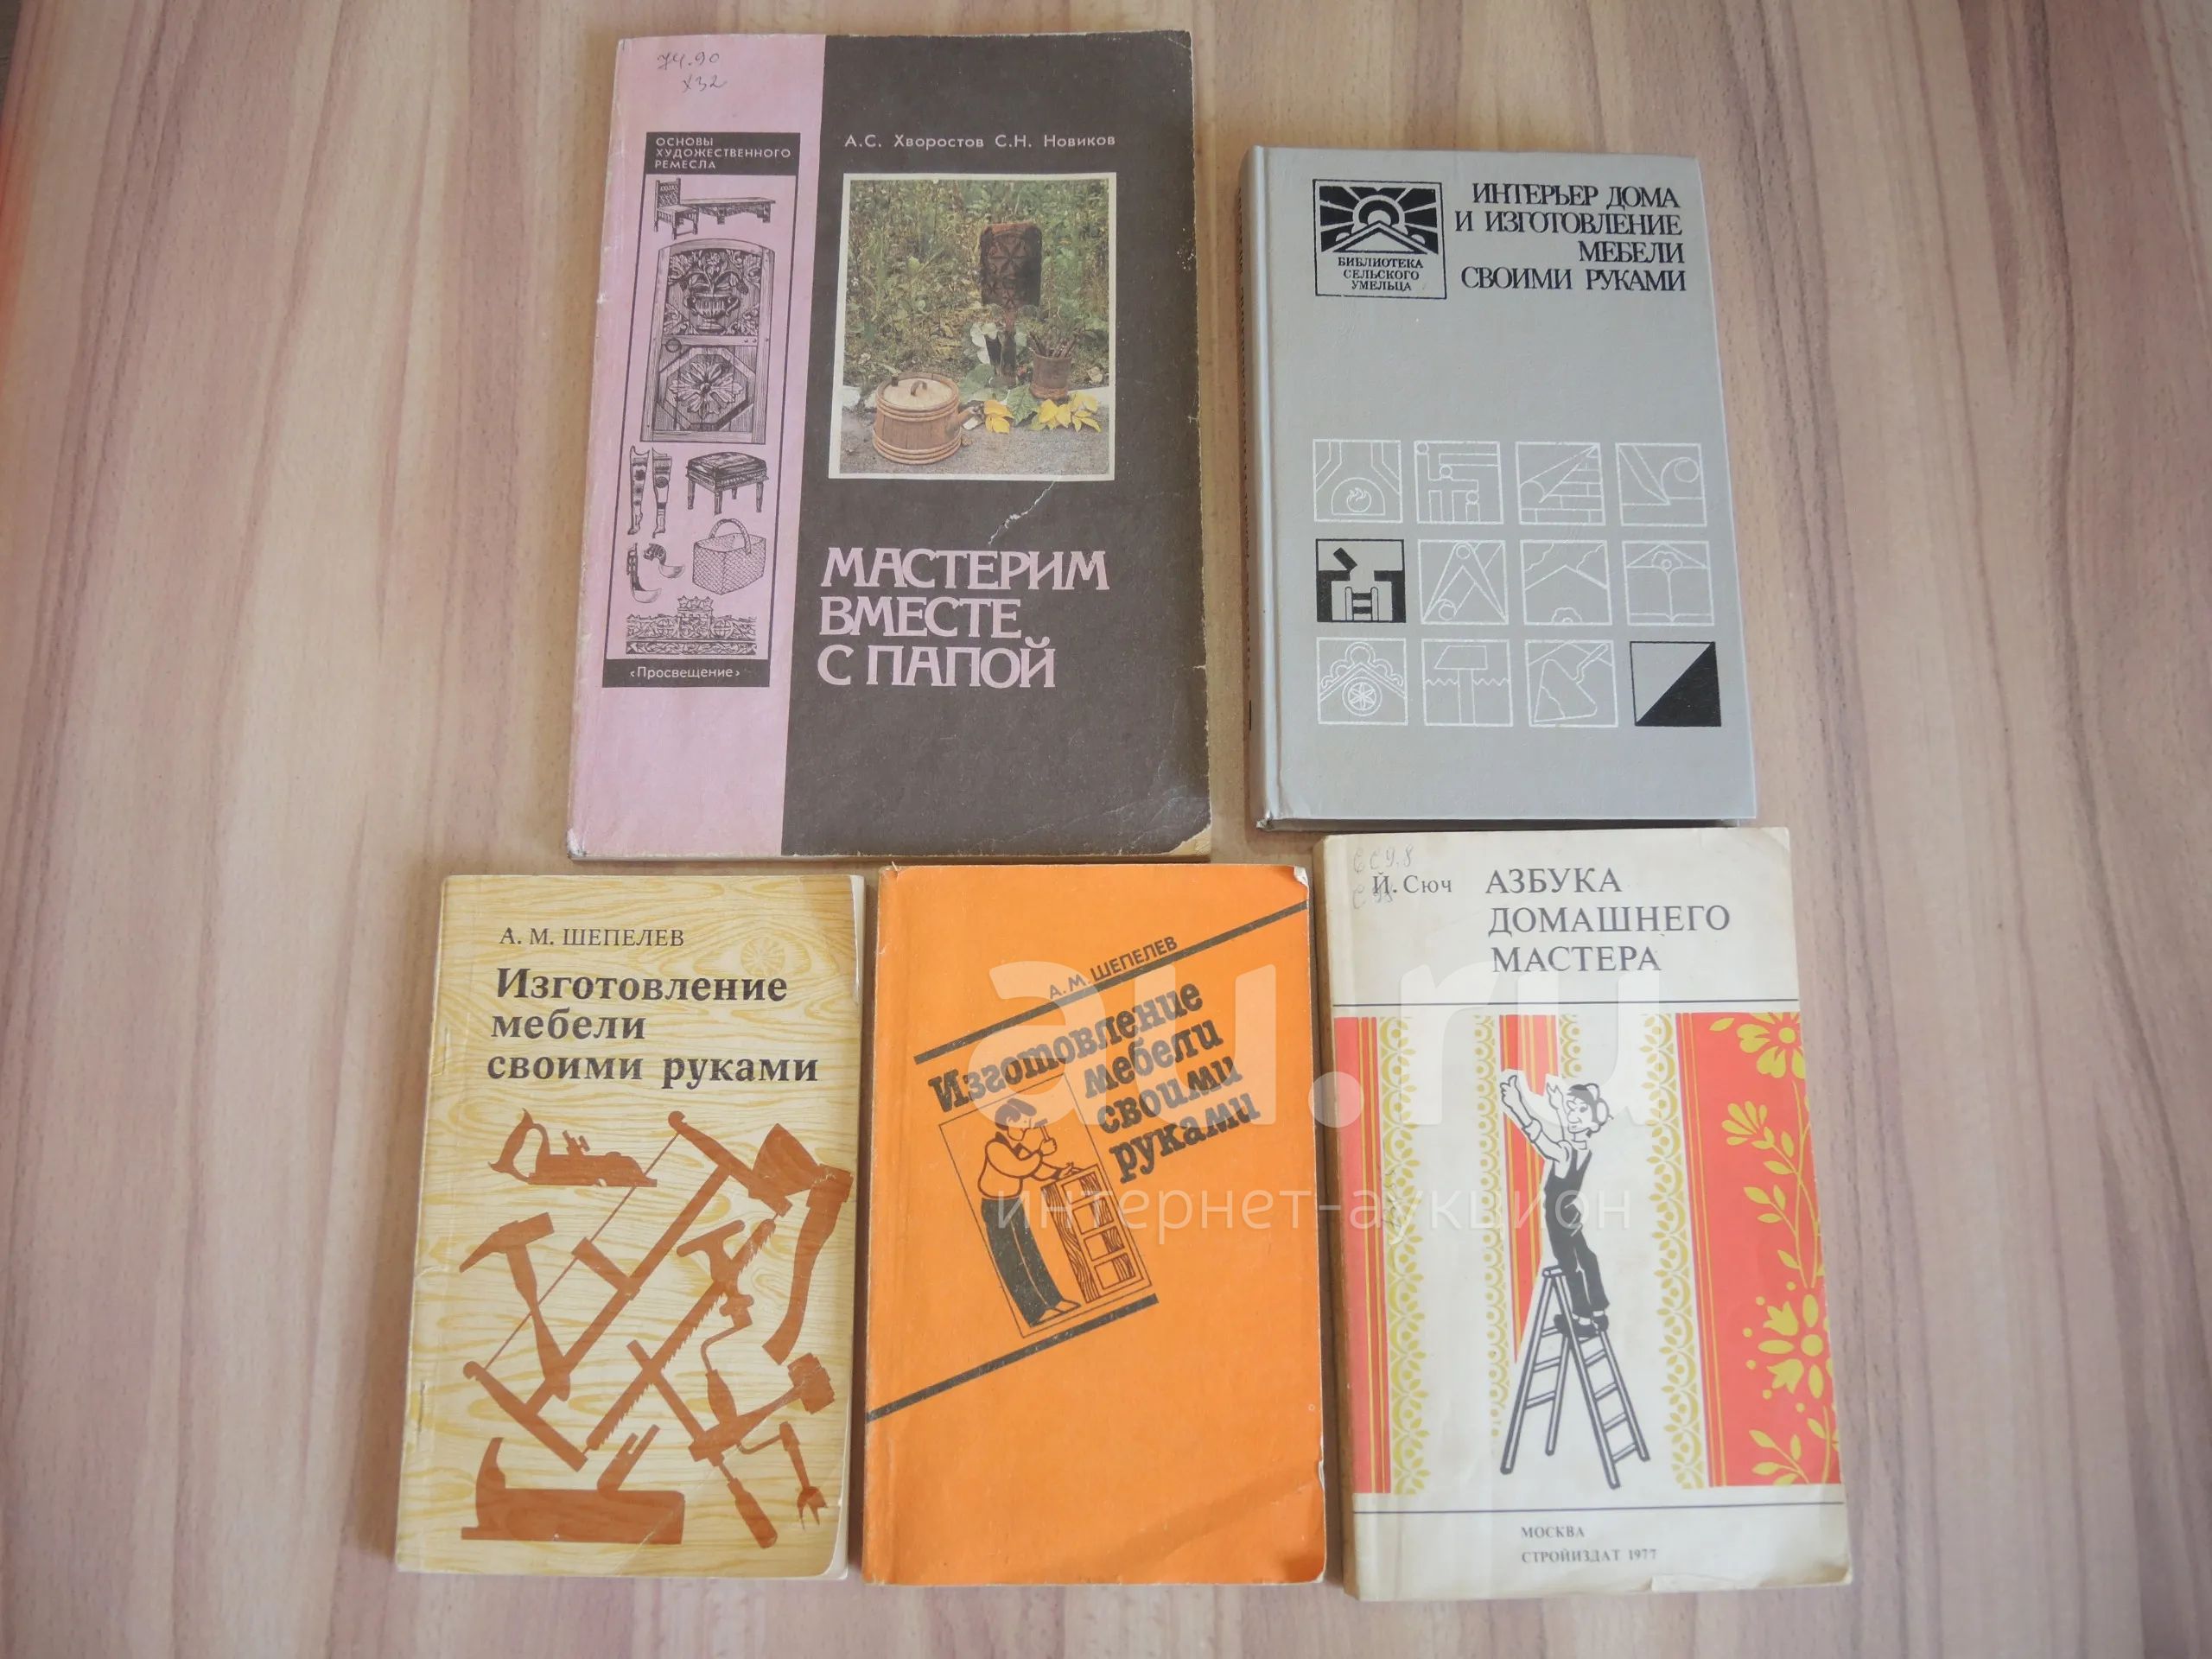 74.90
Х32
ОСНОВЫ
ХУДОЖЕСТВЕННОГО
РЕМЕСЛА
«Просвещение»
А.С. Хворостов С.Н. Новиков
МАСТЕРИМ
ВМЕСТЕ
С ПАПОЙ
БИБЛИОТЕКА
СЕЛЬСКОГО
УМЕЛЬЦА
ИНТЕРЬЕР ДОМА
И ИЗГОТОВЛЕНИЕ
МЕБЕЛИ
СВОИМИ РУКАМИ
А. М. ШЕПЕЛЕВ
Изготовление
мебели
своими руками
А. М. ШЕПЕЛЕВ
Изготовление
мебели
своими
руками
Й. Сюч
АЗБУКА
ДОМАШНЕГО
МАСТЕРА
МОСКВА
СТРОЙИЗДАТ 1977
au.ru
интернет-аукцион